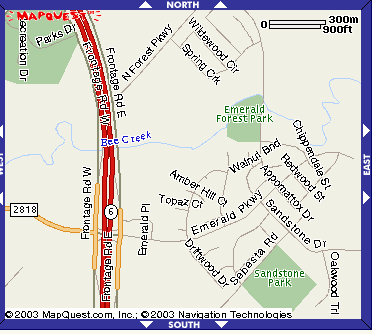 NORTH
MAPQUEST
300m
900ft
Recreation Dr
Parks Dr
Frontage Rd W
Frontage Rd E
N Forest Pkwy
Wildewood Cir
Spring Crk
Bee Creek
Emerald
Forest Park
Chippendale St
Walnut Bnd
Redwood St
WEST
EAST
Amber Hill Ct
Appomattox Dr
Frontage Rd W
Topaz Ct
2818
6
Emerald Pkwy
Sandstone Dr
Emerald Pl
Frontage Rd E
Driftwood Dr
Sabesta Rd
Oakwood Trl
Sandstone
Park
©2003 MapQuest.com, Inc.; ©2003 Navigation Technologies
SOUTH